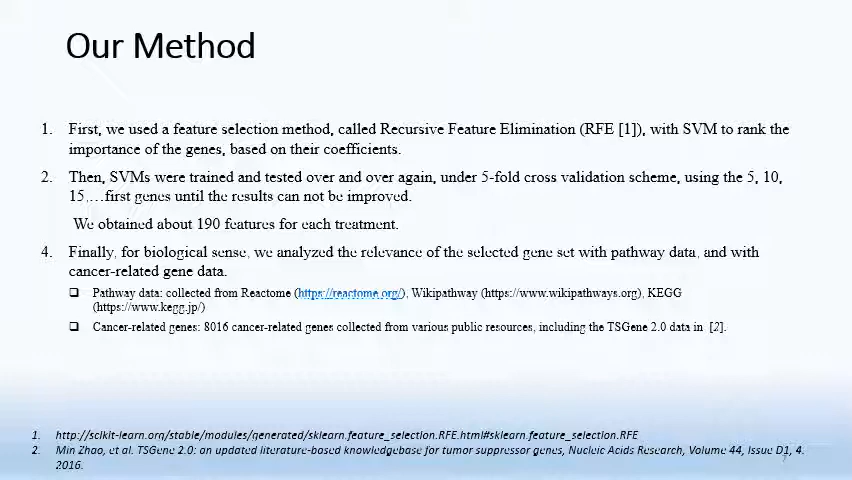 Our Method
1. First, we used a feature selection method, called Recursive Feature Elimination (RFE [1]), with SVM to rank the
importance of the genes, based on their coefficients.
2. Then, SVMs were trained and tested over and over again, under 5-fold cross validation scheme, using the 5, 10,
15,…first genes until the results can not be improved.
We obtained about 190 features for each treatment.
4. Finally, for biological sense, we analyzed the relevance of the selected gene set with pathway data, and with
cancer-related gene data.
❑ Pathway data: collected from Reactome (https://reactome.org/), Wikipathway (https://www.wikipathways.org), KEGG
(https://www.kegg.jp/)
❑ Cancer-related genes: 8016 cancer-related genes collected from various public resources, including the TSGene 2.0 data in [2].
1. http://scikit-learn.org/stable/modules/generated/sklearn.feature_selection.RFE.html#sklearn.feature_selection.RFE
2. Min Zhao, et al. TSGene 2.0: an updated literature-based knowledgebase for tumor suppressor genes, Nucleic Acids Research, Volume 44, Issue D1, 4.
2016.